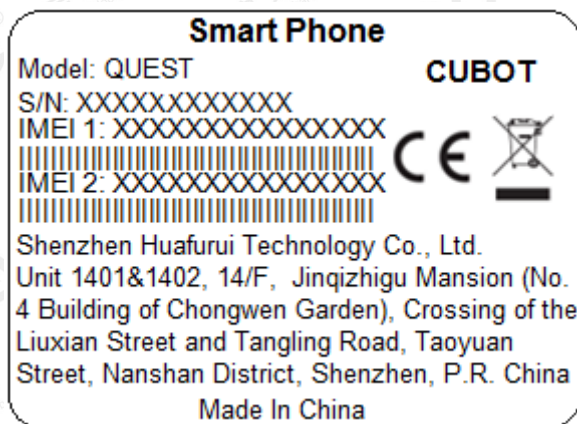 Smart Phone
Model: QUEST
CUBOT
S/N: XXXXXXXXXXXXX
IMEI 1: XXXXXXXXXXXXXXX
IMEI 2: XXXXXXXXXXXXXXX
CE
Shenzhen Huafurui Technology Co., Ltd.
Unit 1401&1402, 14/F, Jinqizhigu Mansion (No.
4 Building of Chongwen Garden), Crossing of the
Liuxian Street and Tangling Road, Taoyuan
Street, Nanshan District, Shenzhen, P.R. China
Made In China